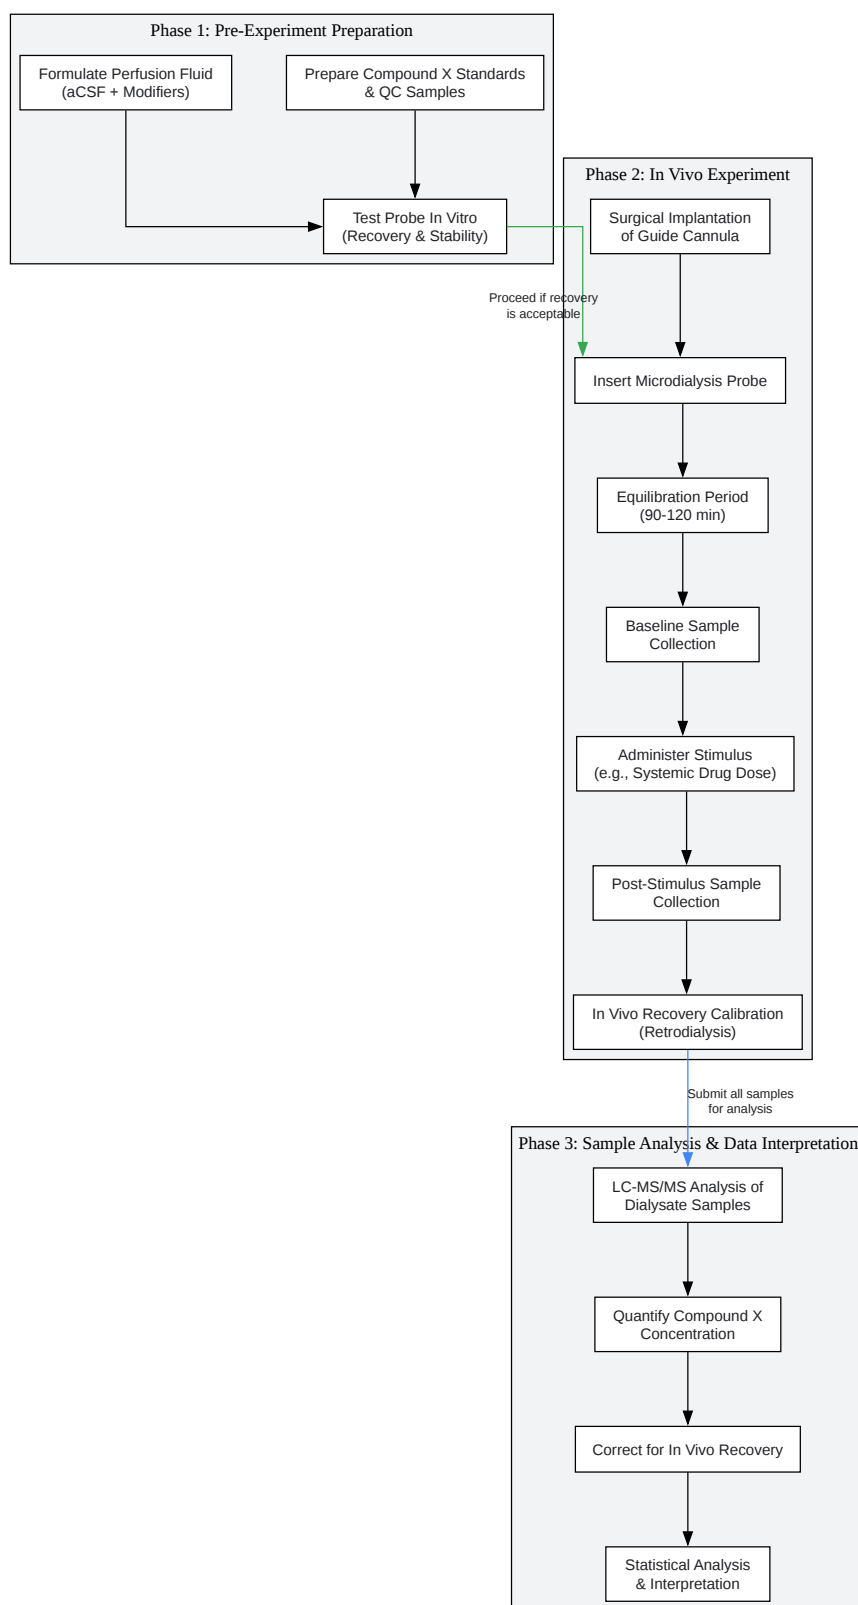 Phase 1: Pre-Experiment Preparation
Formulate Perfusion Fluid
(aCSF + Modifiers)
Prepare Compound X Standards
& QC Samples
Test Probe In Vitro
(Recovery & Stability)
Proceed if recovery
is acceptable
Phase 2: In Vivo Experiment
Surgical Implantation
of Guide Cannula
Insert Microdialysis Probe
Equilibration Period
(90-120 min)
Baseline Sample
Collection
Administer Stimulus
(e.g., Systemic Drug Dose)
Post-Stimulus Sample
Collection
In Vivo Recovery Calibration
(Retrodialysis)
Submit all samples
for analysis
Phase 3: Sample Analysis & Data Interpretation
LC-MS/MS Analysis of
Dialysate Samples
Quantify Compound X
Concentration
Correct for In Vivo Recovery
Statistical Analysis
& Interpretation